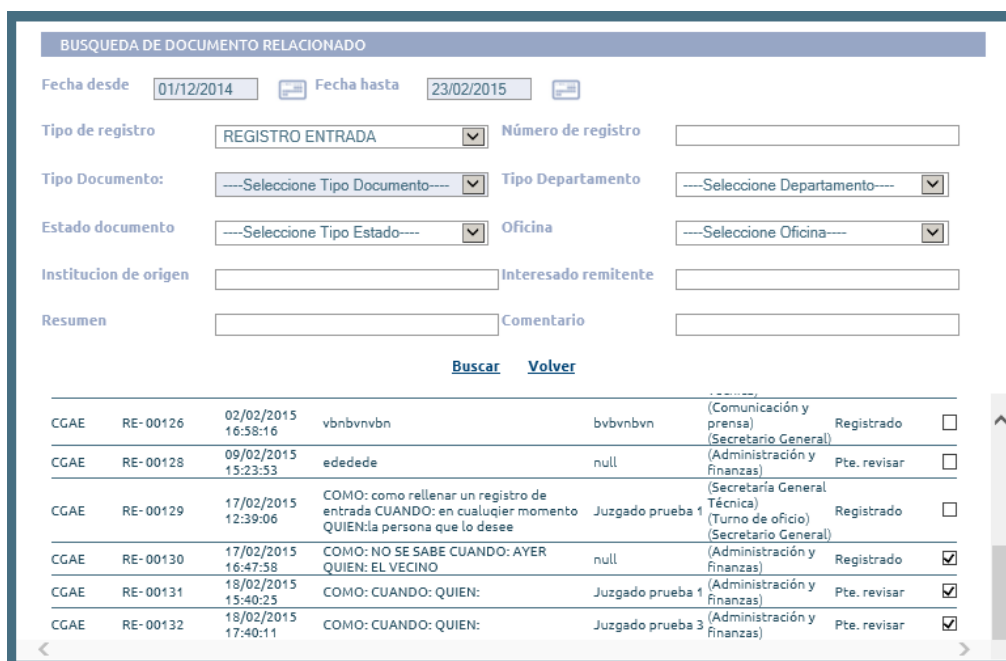 BUSQUEDA DE DOCUMENTO RELACIONADO
Fecha desde 01/12/2014 Fecha hasta 23/02/2015
Tipo de registro REGISTRO ENTRADA Número de registro
Tipo Documento: ----Seleccione Tipo Documento---- Tipo Departamento ----Seleccione Departamento----
Estado documento ----Seleccione Tipo Estado---- Oficina ----Seleccione Oficina----
Institucion de origen Interesado remitente
Resumen Comentario
Buscar Volver
(Comunicación y
02/02/2015 prensa)
CGAE RE-00126 16:58:16 vbnbvnvbn bvbvnbvn Registrado
(Secretario General)
09/02/2015 (Administración y
CGAE RE-00128 ededede null Pte. revisar
15:23:53 finanzas)
(Secretaría General
COMO: como rellenar un registro de Técnica)
17/02/2015
CGAE RE-00129 entrada CUANDO: en cualuqier momento Juzgado prueba 1 Registrado
12:39:06 (Turno de oficio)
QUIEN:la persona que lo desee (Secretario General)
17/02/2015 COMO: NO SE SABE CUANDO: AYER (Administración y
CGAE RE-00130 null Registrado
16:47:58 QUIEN: EL VECINO finanzas)
18/02/2015 (Administración y
CGAE RE-00131 COMO: CUANDO: QUIEN: Juzgado prueba 1 Pte. revisar
15:40:25 finanzas)
18/02/2015 (Administración y
CGAE RE-00132 COMO: CUANDO: QUIEN: Juzgado prueba 3 Pte. revisar
17:40:11 finanzas)